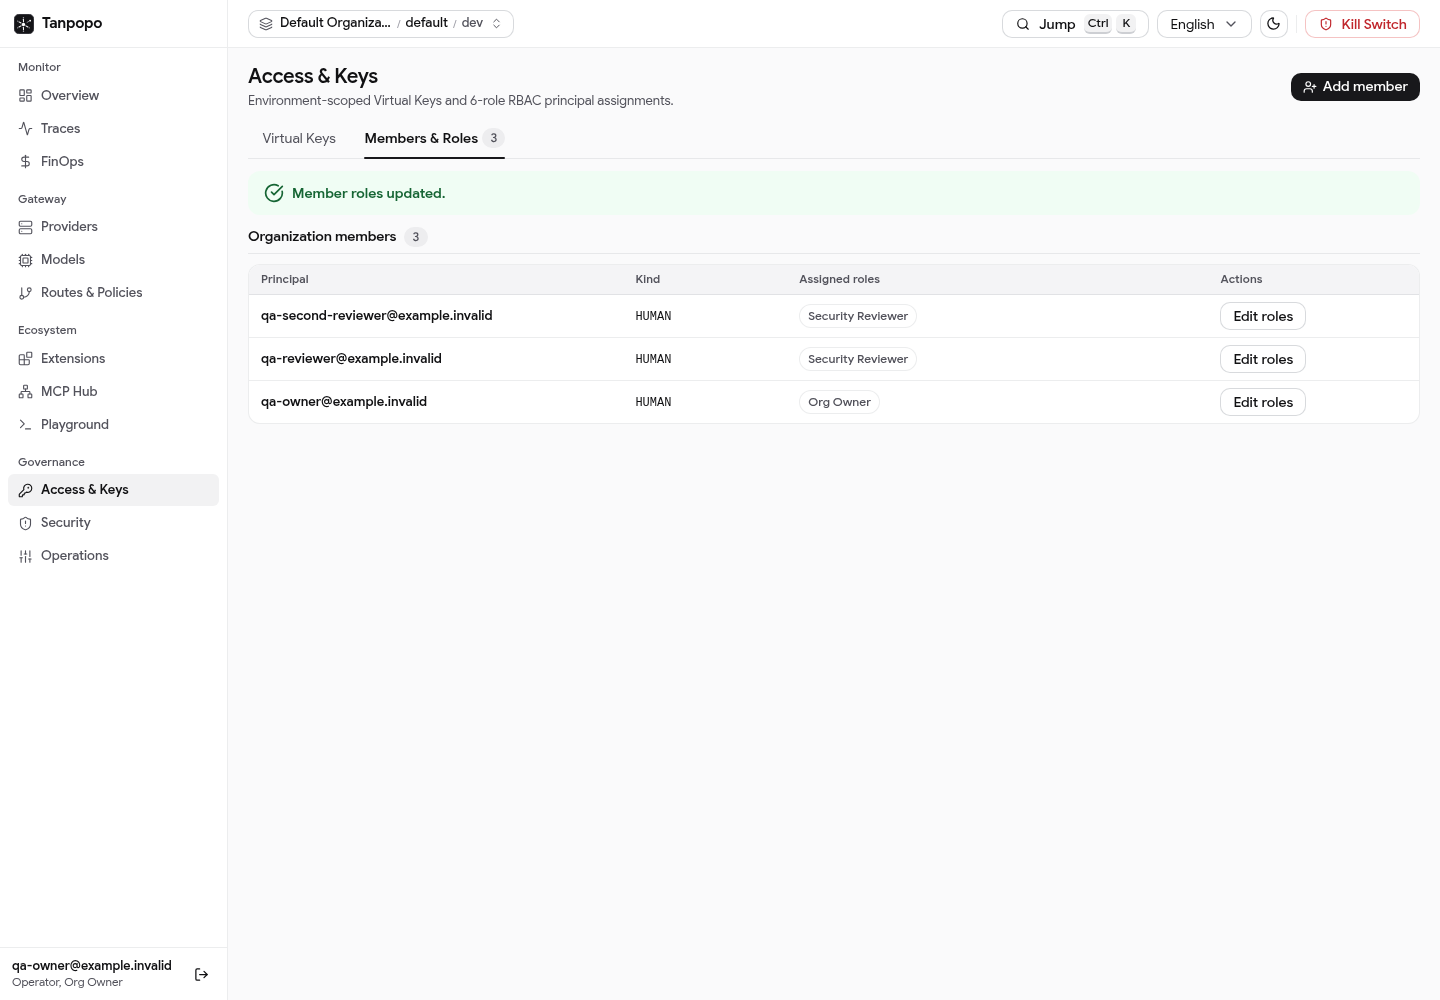 Tanpopo
Default Organiza... / default / dev
Jump Ctrl K
English
Kill Switch
Monitor
Overview
Traces
FinOps
Gateway
Providers
Models
Routes & Policies
Ecosystem
Extensions
MCP Hub
Playground
Governance
Access & Keys
Security
Operations
qa-owner@example.invalid
Operator, Org Owner
Access & Keys
Environment-scoped Virtual Keys and 6-role RBAC principal assignments.
Add member
Virtual Keys
Members & Roles 3
Member roles updated.
Organization members 3
Principal Kind Assigned roles Actions
qa-second-reviewer@example.invalid HUMAN Security Reviewer Edit roles
qa-reviewer@example.invalid HUMAN Security Reviewer Edit roles
qa-owner@example.invalid HUMAN Org Owner Edit roles